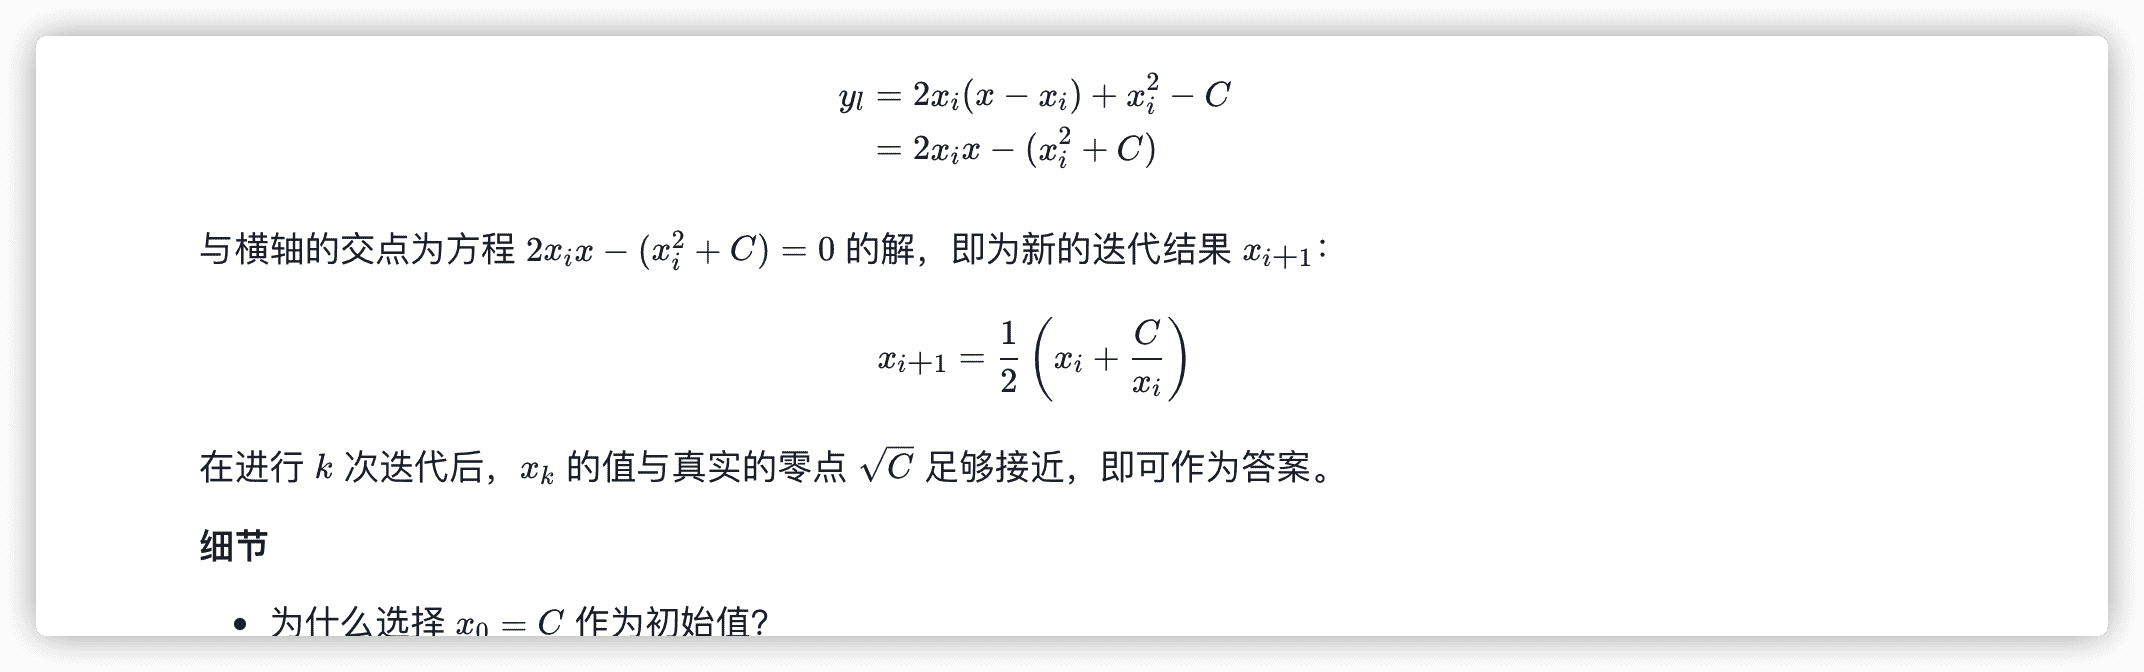 y_l = 2x_i(x − x_i) + x_i^2 − C
= 2x_i x − (x_i^2 + C)
与横轴的交点为方程 2x_i x − (x_i^2 + C) = 0 的解，即为新的迭代结果 x_{i+1}：
x_{i+1} = \frac{1}{2} \left( x_i + \frac{C}{x_i} \right)
在进行 k 次迭代后，x_k 的值与真实的零点 √C 足够接近，即可作为答案。
细节
• 为什么选择 x_0 = C 作为初始值?